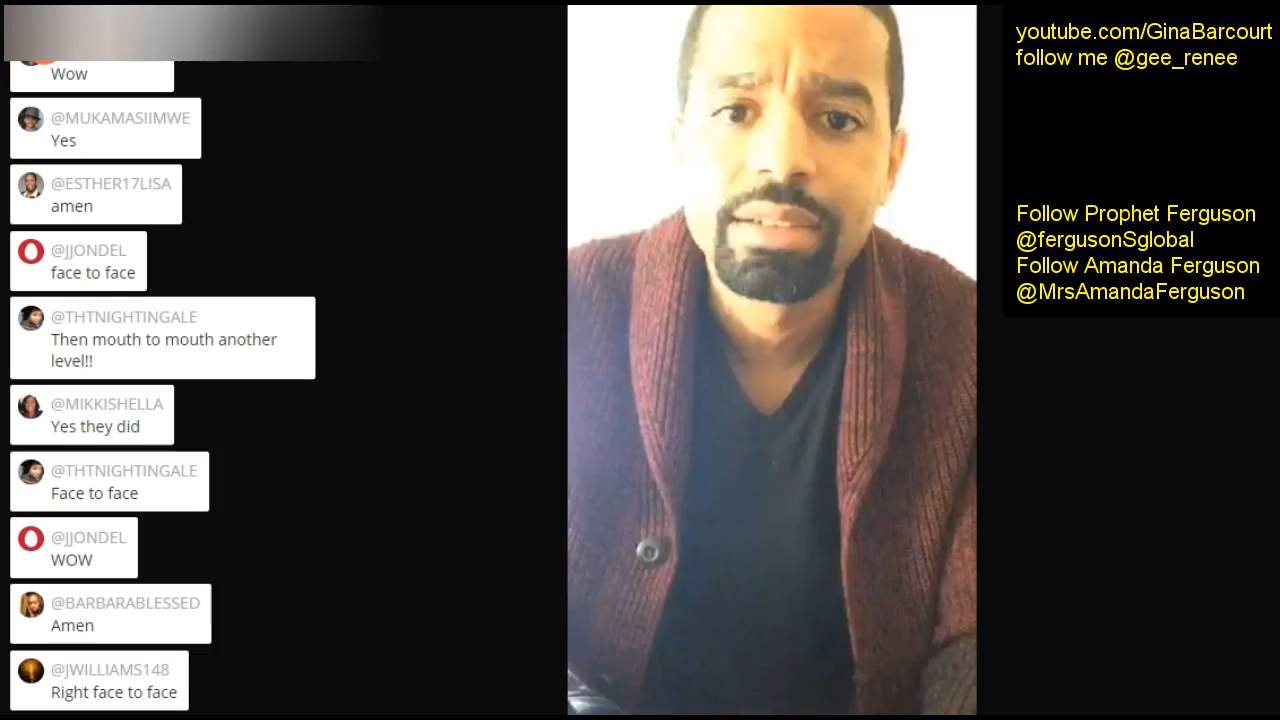 Wow
@MUKAMASIIMWE
Yes
@ESTHER17LISA
amen
@JJONDEL
face to face
@THTNIGHTINGALE
Then mouth to mouth another
level!!
@MIKKISHELLA
Yes they did
@THTNIGHTINGALE
Face to face
@JJONDEL
WOW
@BARBARABLESSED
Amen
@JWILLIAMS148
Right face to face
youtube.com/GinaBarcourt
follow me @gee_renee
Follow Prophet Ferguson
@fergusonSglobal
Follow Amanda Ferguson
@MrsAmandaFerguson